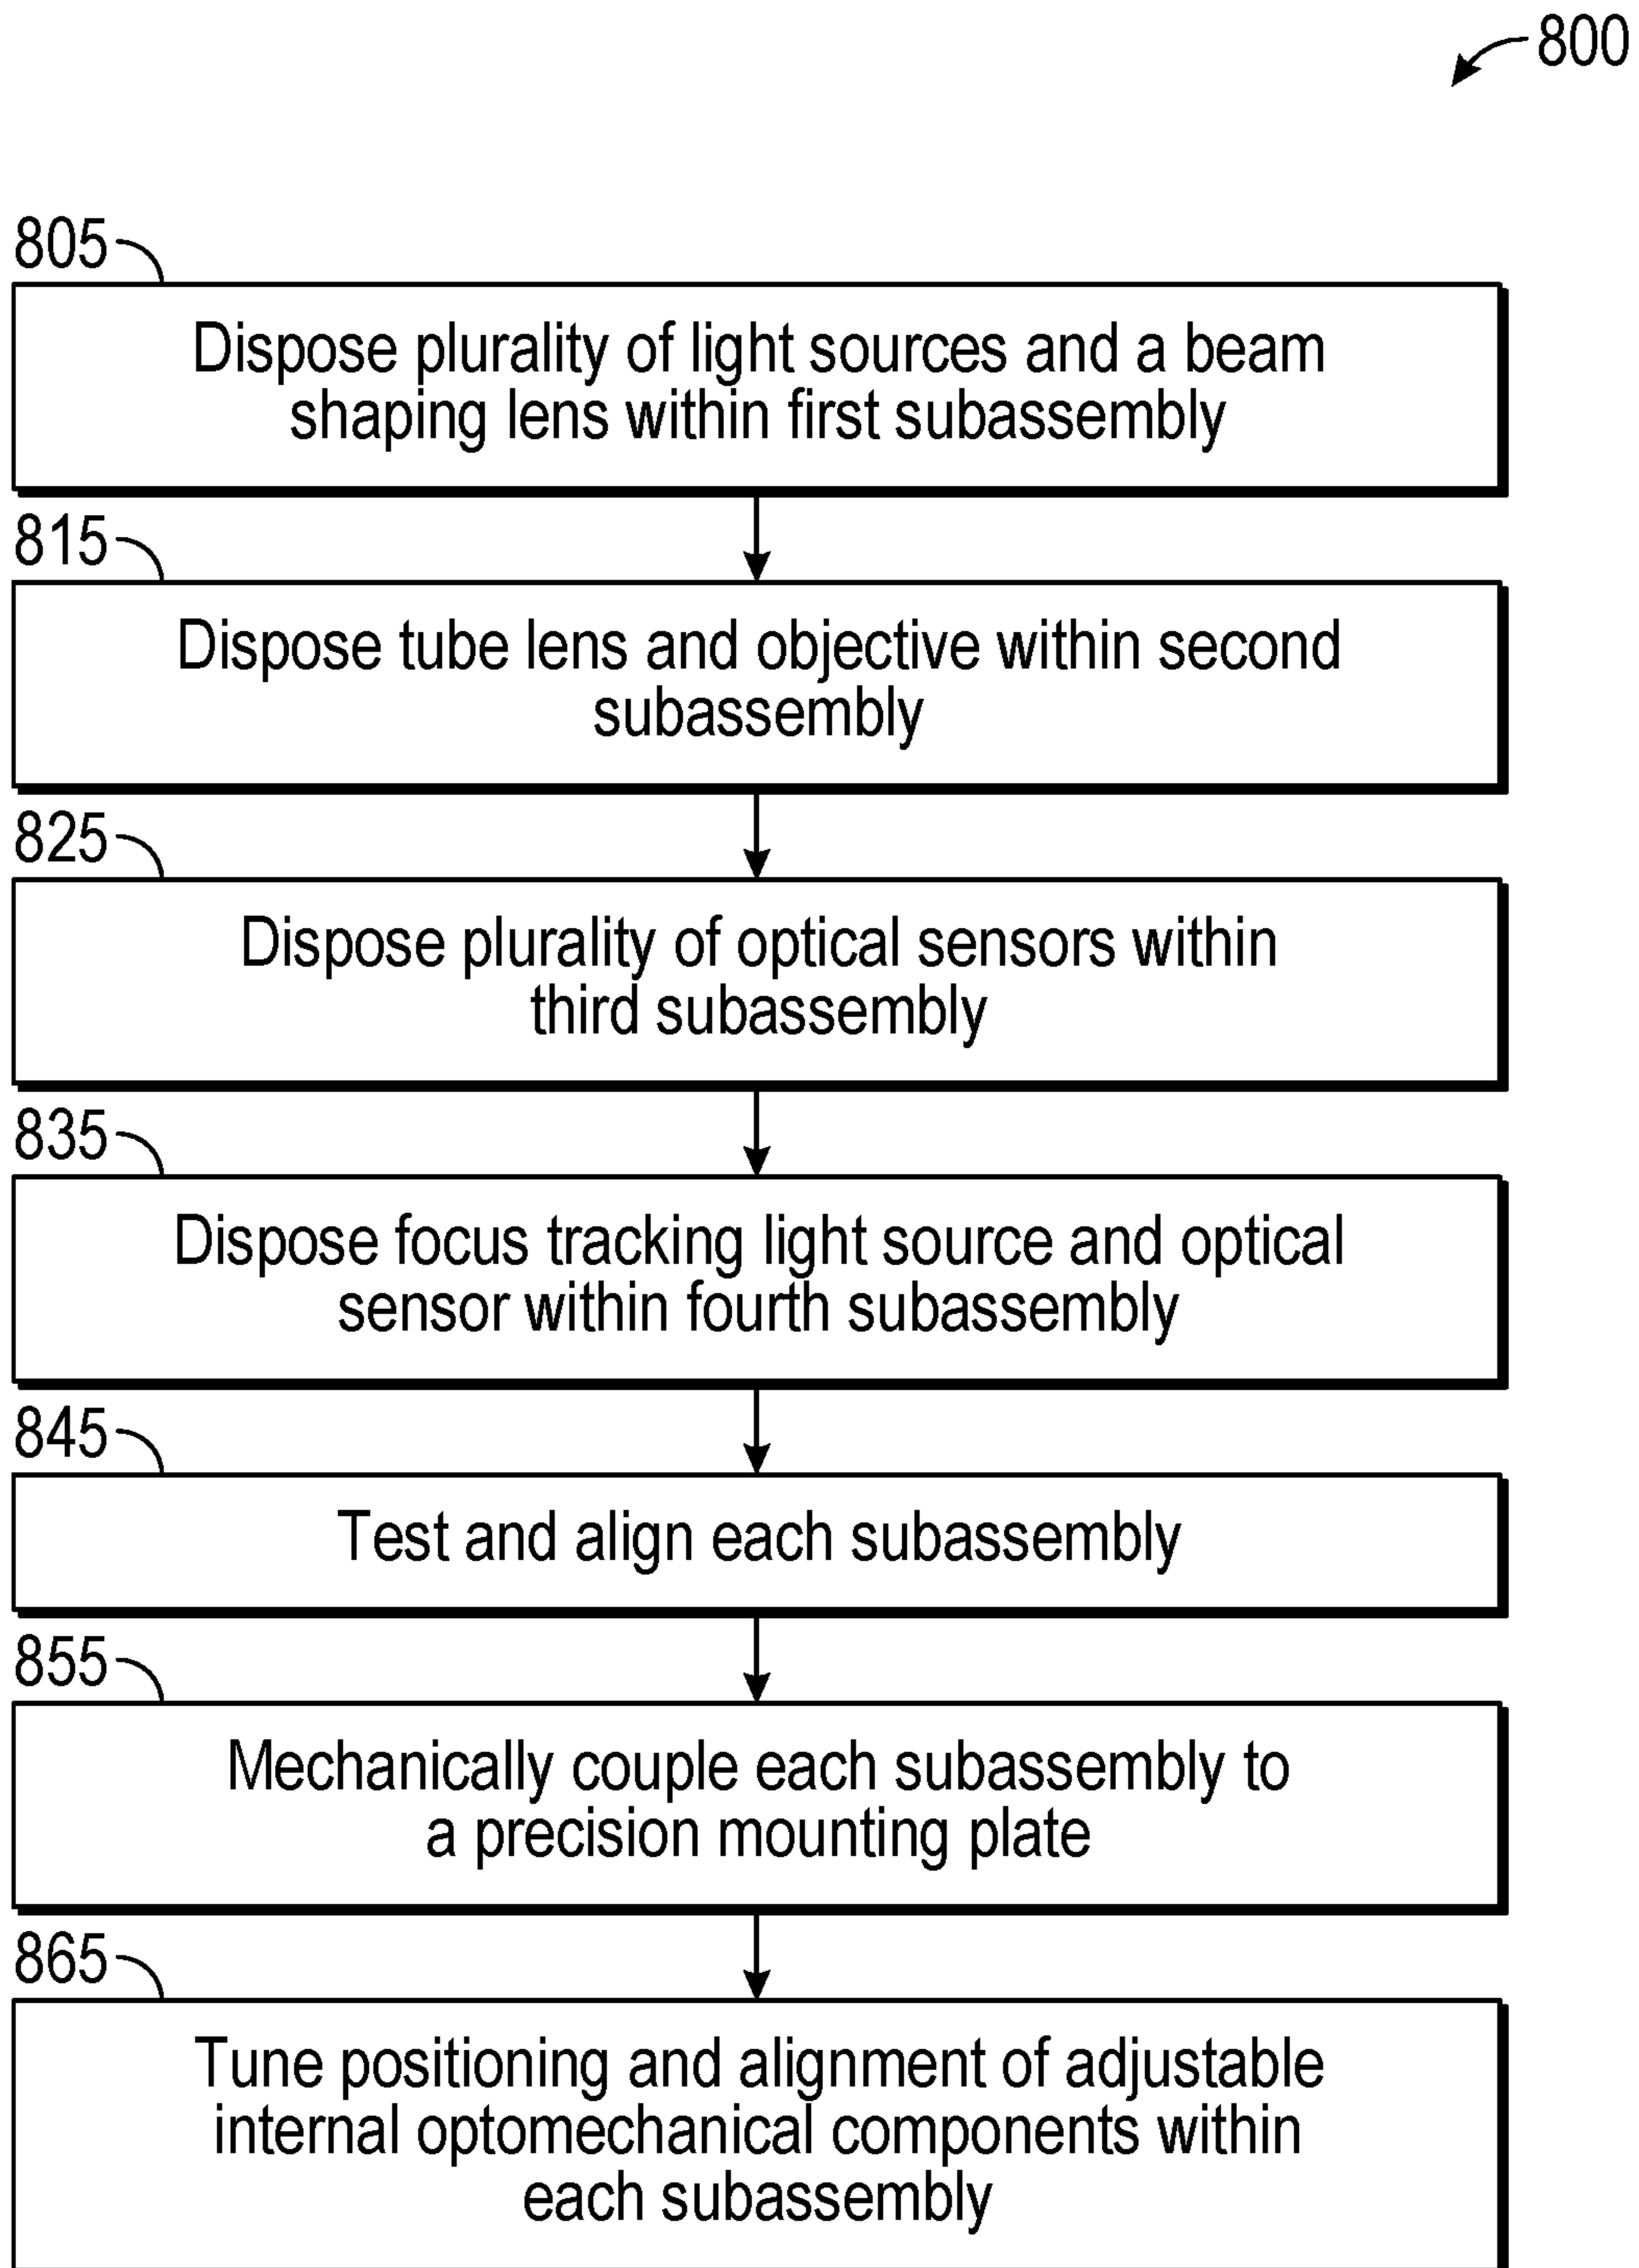 800
805
Dispose plurality of light sources and a beam
shaping lens within first subassembly
815
Dispose tube lens and objective within second
subassembly
825
Dispose plurality of optical sensors within
third subassembly
835
Dispose focus tracking light source and optical
sensor within fourth subassembly
845
Test and align each subassembly
855
Mechanically couple each subassembly to
a precision mounting plate
865
Tune positioning and alignment of adjustable
internal optomechanical components within
each subassembly